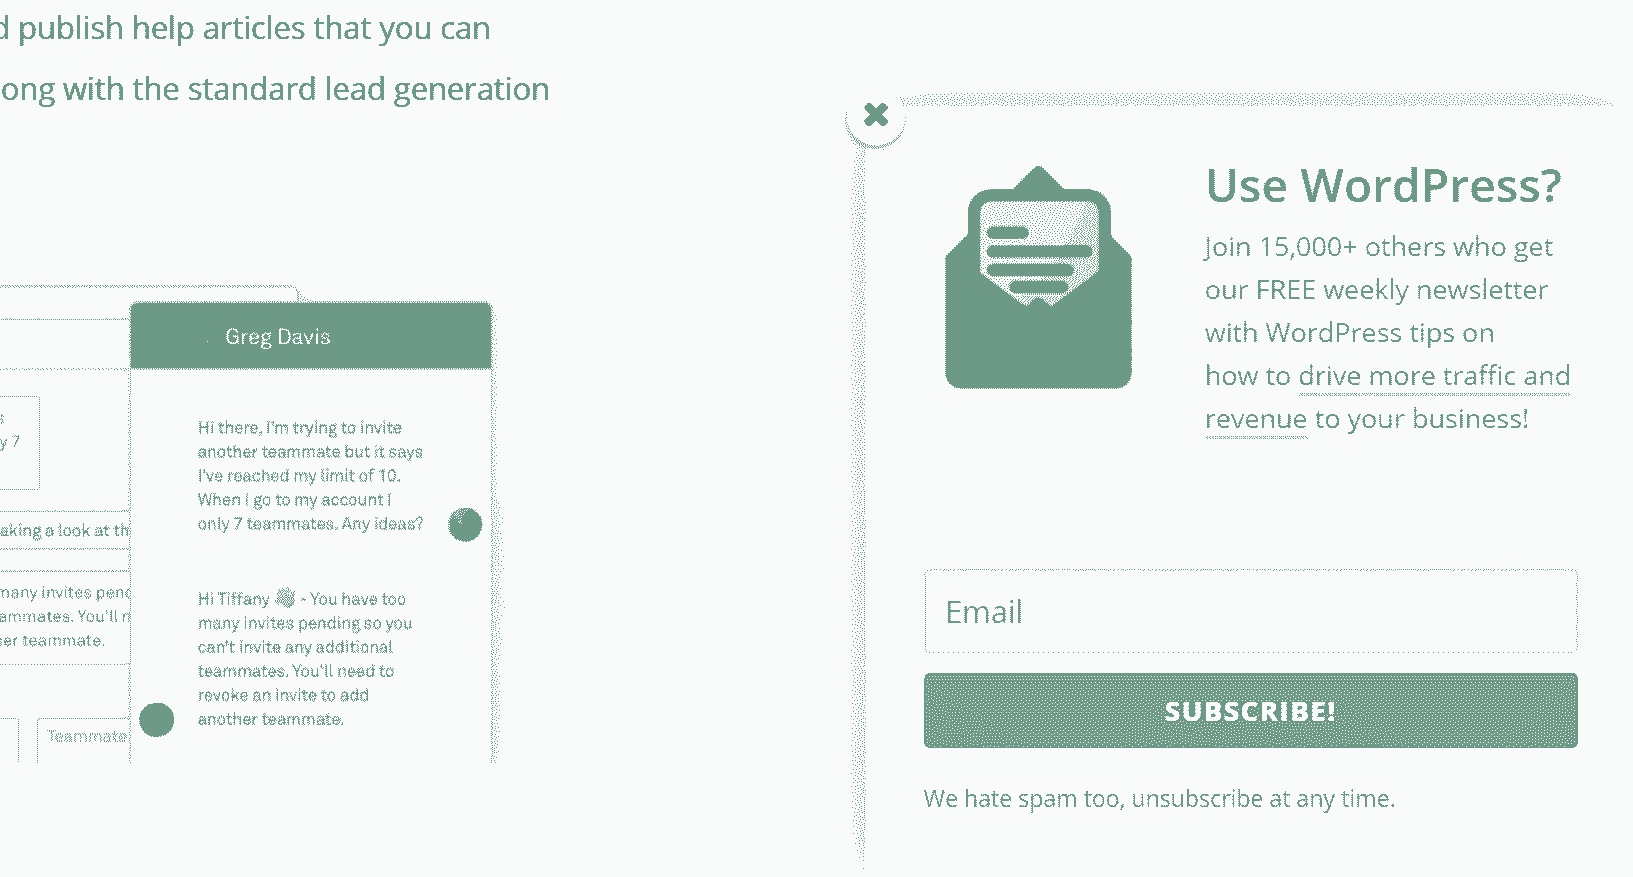 d publish help articles that you can
ong with the standard lead generation
Greg Davis
y 7
Hi there, I'm trying to invite
another teammate but it says
I've reached my limit of 10.
When I go to my account I
only 7 teammates. Any ideas?
aking a look at th
many invites pend
ammates. You'll n
er teammate.
Hi Tiffany 👋 - You have too
many invites pending so you
can't invite any additional
teammates. You'll need to
revoke an invite to add
another teammate.
Teammate
Use WordPress?
Join 15,000+ others who get
our FREE weekly newsletter
with WordPress tips on
how to drive more traffic and
revenue to your business!
Email
SUBSCRIBE!
We hate spam too, unsubscribe at any time.